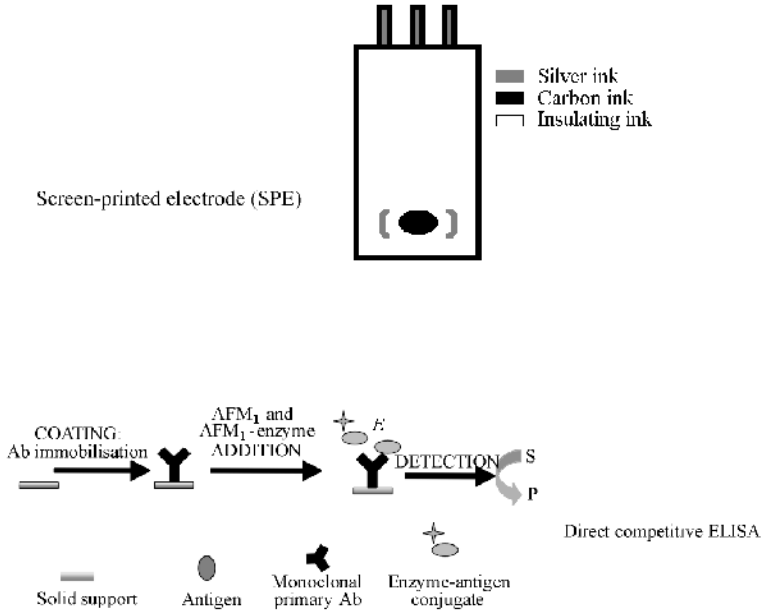 Silver ink
Carbon ink
Insulating ink
Screen-printed electrode (SPE)
COATING:
Ab immobilisation
AFM₁ and
AFM₁-enzyme
ADDITION
E
DETECTION
S
P
Direct competitive ELISA
Solid support
Antigen
Monoclonal
primary Ab
Enzyme-antigen
conjugate